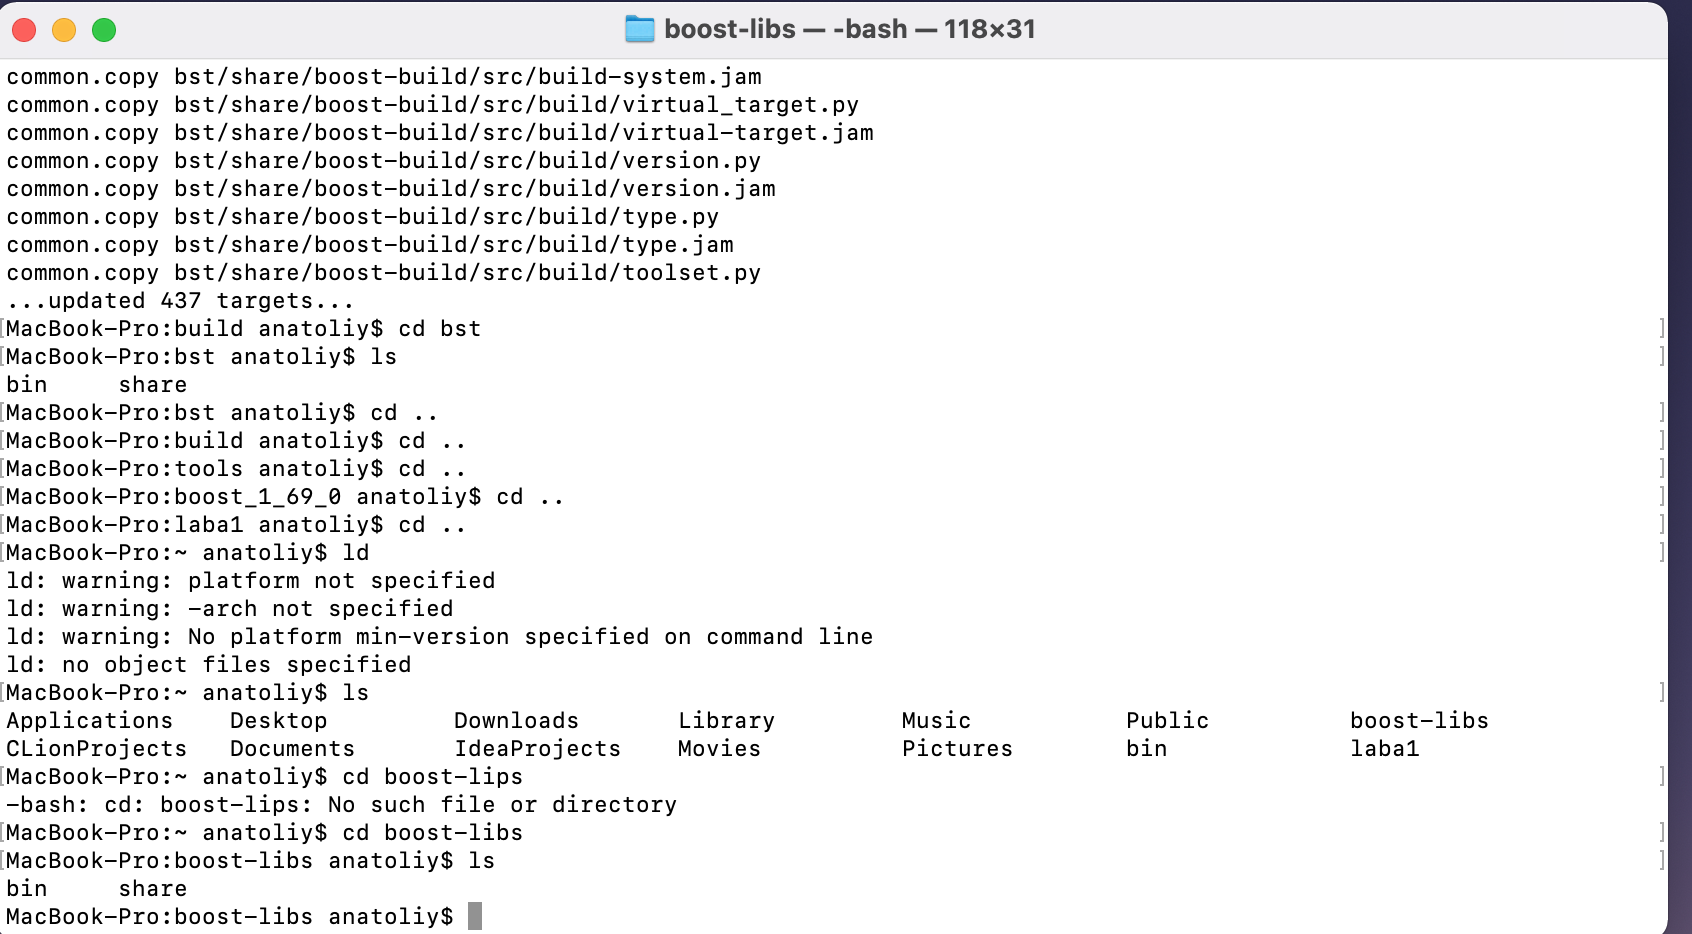 boost-libs — -bash — 118×31
common.copy bst/share/boost-build/src/build-system.jam
common.copy bst/share/boost-build/src/build/virtual_target.py
common.copy bst/share/boost-build/src/build/virtual-target.jam
common.copy bst/share/boost-build/src/build/version.py
common.copy bst/share/boost-build/src/build/version.jam
common.copy bst/share/boost-build/src/build/type.py
common.copy bst/share/boost-build/src/build/type.jam
common.copy bst/share/boost-build/src/build/toolset.py
...updated 437 targets...
[MacBook-Pro:build anatoliy$ cd bst ]
[MacBook-Pro:bst anatoliy$ ls ]
bin share
[MacBook-Pro:bst anatoliy$ cd .. ]
[MacBook-Pro:build anatoliy$ cd .. ]
[MacBook-Pro:tools anatoliy$ cd .. ]
[MacBook-Pro:boost_1_69_0 anatoliy$ cd .. ]
[MacBook-Pro:laba1 anatoliy$ cd .. ]
[MacBook-Pro:~ anatoliy$ ld ]
ld: warning: platform not specified
ld: warning: -arch not specified
ld: warning: No platform min-version specified on command line
ld: no object files specified
[MacBook-Pro:~ anatoliy$ ls ]
Applications Desktop Downloads Library Music Public boost-libs
CLionProjects Documents IdeaProjects Movies Pictures bin laba1
[MacBook-Pro:~ anatoliy$ cd boost-lips ]
-bash: cd: boost-lips: No such file or directory
[MacBook-Pro:~ anatoliy$ cd boost-libs ]
[MacBook-Pro:boost-libs anatoliy$ ls ]
bin share
MacBook-Pro:boost-libs anatoliy$